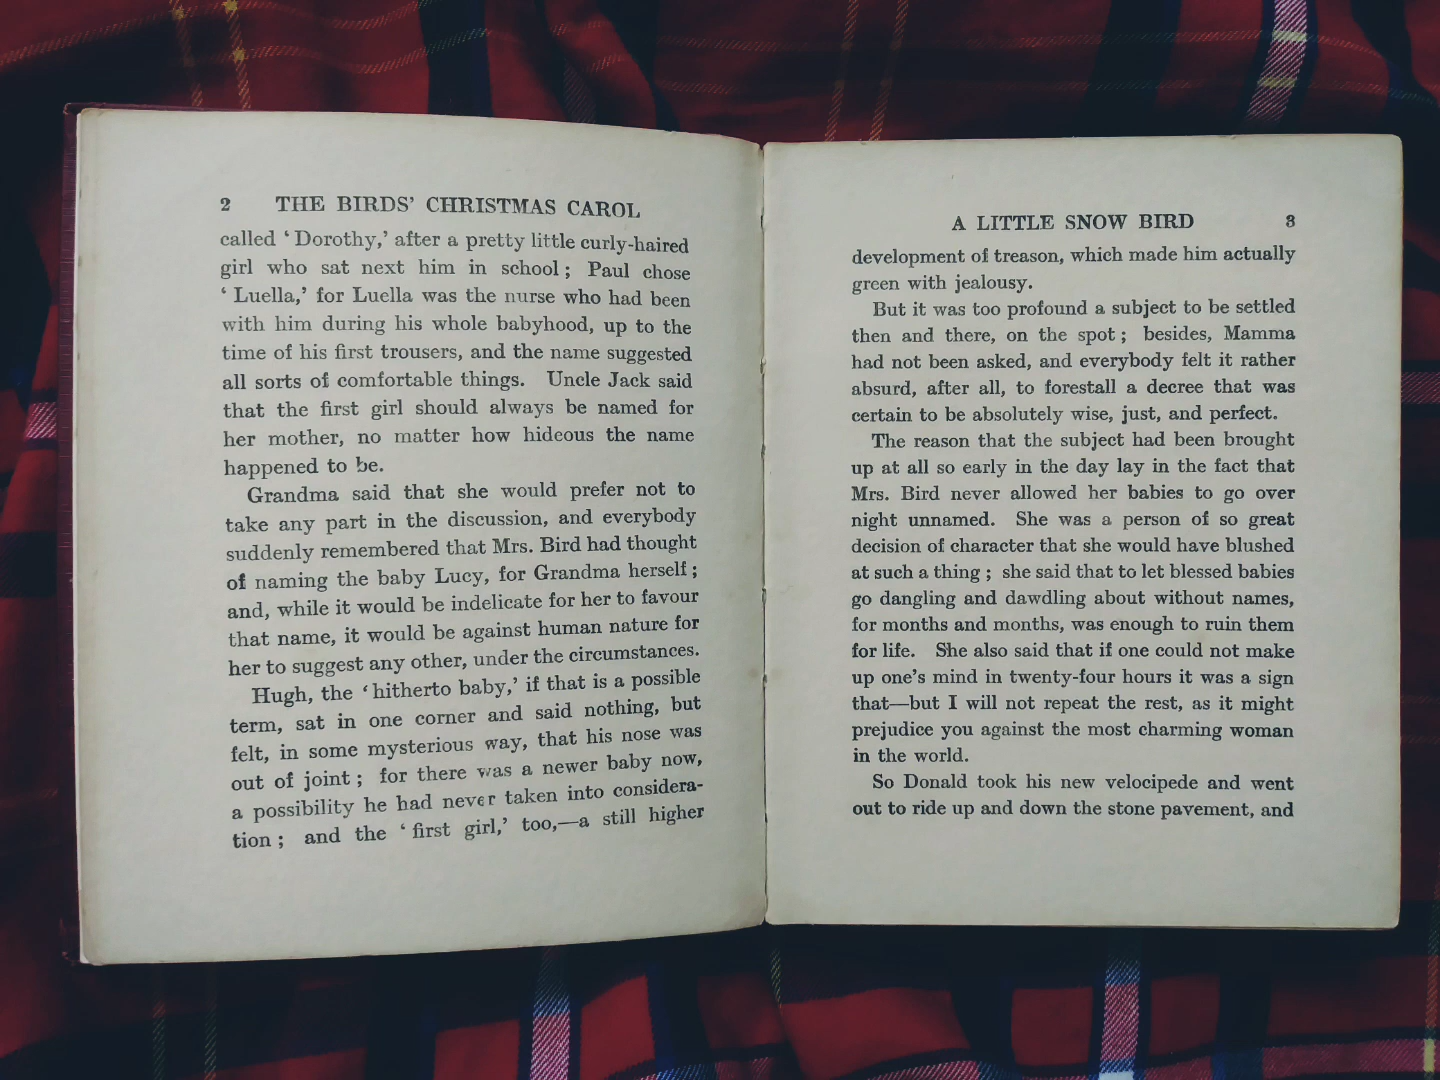 2 THE BIRDS' CHRISTMAS CAROL
called ‘ Dorothy,’ after a pretty little curly-haired
girl who sat next him in school ; Paul chose
‘ Luella,’ for Luella was the nurse who had been
with him during his whole babyhood, up to the
time of his first trousers, and the name suggested
all sorts of comfortable things. Uncle Jack said
that the first girl should always be named for
her mother, no matter how hideous the name
happened to be.
Grandma said that she would prefer not to
take any part in the discussion, and everybody
suddenly remembered that Mrs. Bird had thought
of naming the baby Lucy, for Grandma herself ;
and, while it would be indelicate for her to favour
that name, it would be against human nature for
her to suggest any other, under the circumstances.
Hugh, the ‘ hitherto baby,’ if that is a possible
term, sat in one corner and said nothing, but
felt, in some mysterious way, that his nose was
out of joint ; for there was a newer baby now,
a possibility he had never taken into considera-
tion ; and the ‘ first girl,’ too,—a still higher
A LITTLE SNOW BIRD 3
development of treason, which made him actually
green with jealousy.
But it was too profound a subject to be settled
then and there, on the spot ; besides, Mamma
had not been asked, and everybody felt it rather
absurd, after all, to forestall a decree that was
certain to be absolutely wise, just, and perfect.
The reason that the subject had been brought
up at all so early in the day lay in the fact that
Mrs. Bird never allowed her babies to go over
night unnamed. She was a person of so great
decision of character that she would have blushed
at such a thing ; she said that to let blessed babies
go dangling and dawdling about without names,
for months and months, was enough to ruin them
for life. She also said that if one could not make
up one’s mind in twenty-four hours it was a sign
that—but I will not repeat the rest, as it might
prejudice you against the most charming woman
in the world.
So Donald took his new velocipede and went
out to ride up and down the stone pavement, and